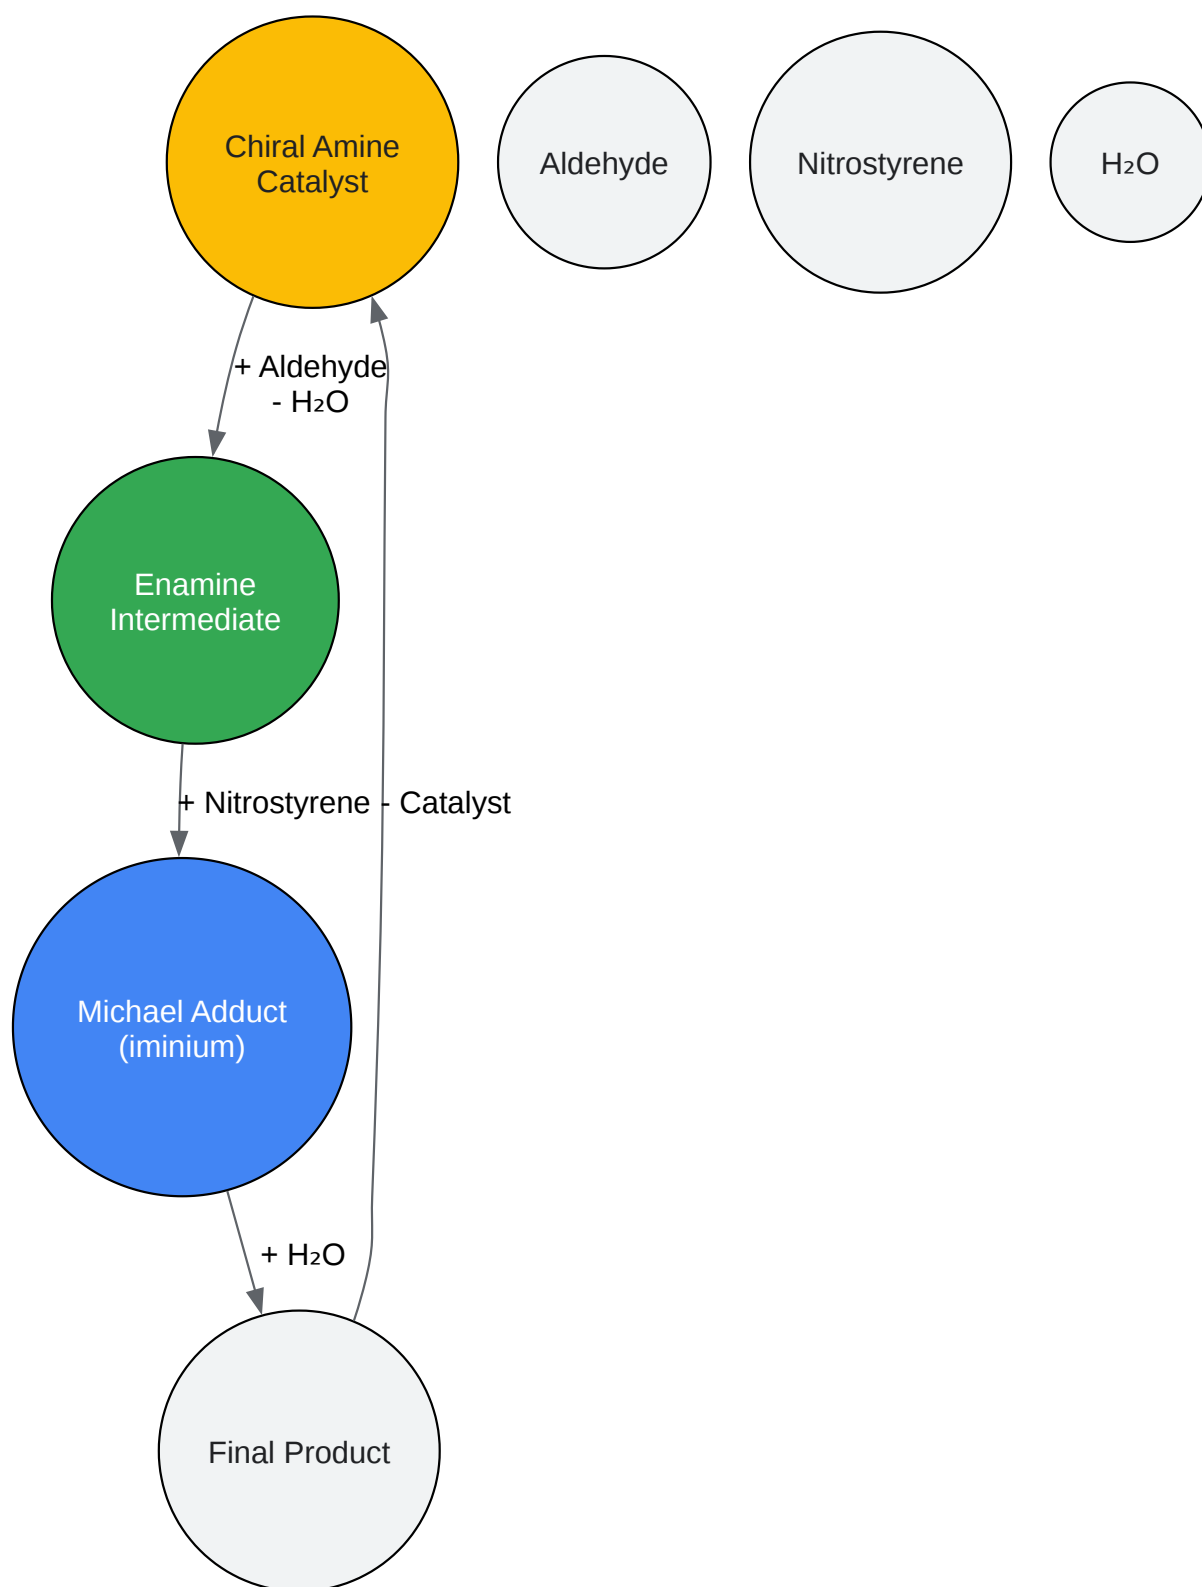 Chiral Amine
Catalyst
Aldehyde
Nitrostyrene
H₂O
+ Aldehyde
- H₂O
Enamine
Intermediate
+ Nitrostyrene
- Catalyst
Michael Adduct
(iminium)
+ H₂O
Final Product